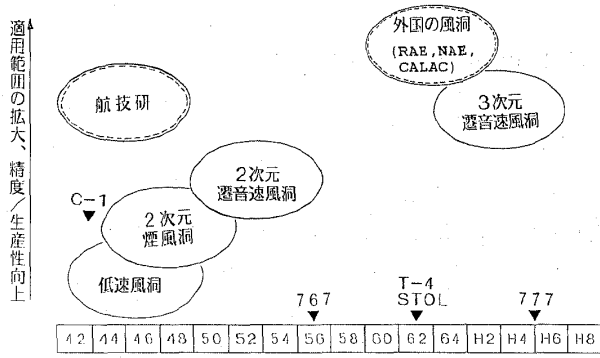 適用範囲の拡大、精度／生産性向上
外国の風洞
(RAE, NAE,
CALAC)
航技研
3次元
遷音速風洞
2次元
遷音速風洞
C-1
2次元
煙風洞
低速風洞
767
T-4
STOL
777
42 44 46 48 50 52 54 56 58 60 62 64 H2 H4 H6 H8